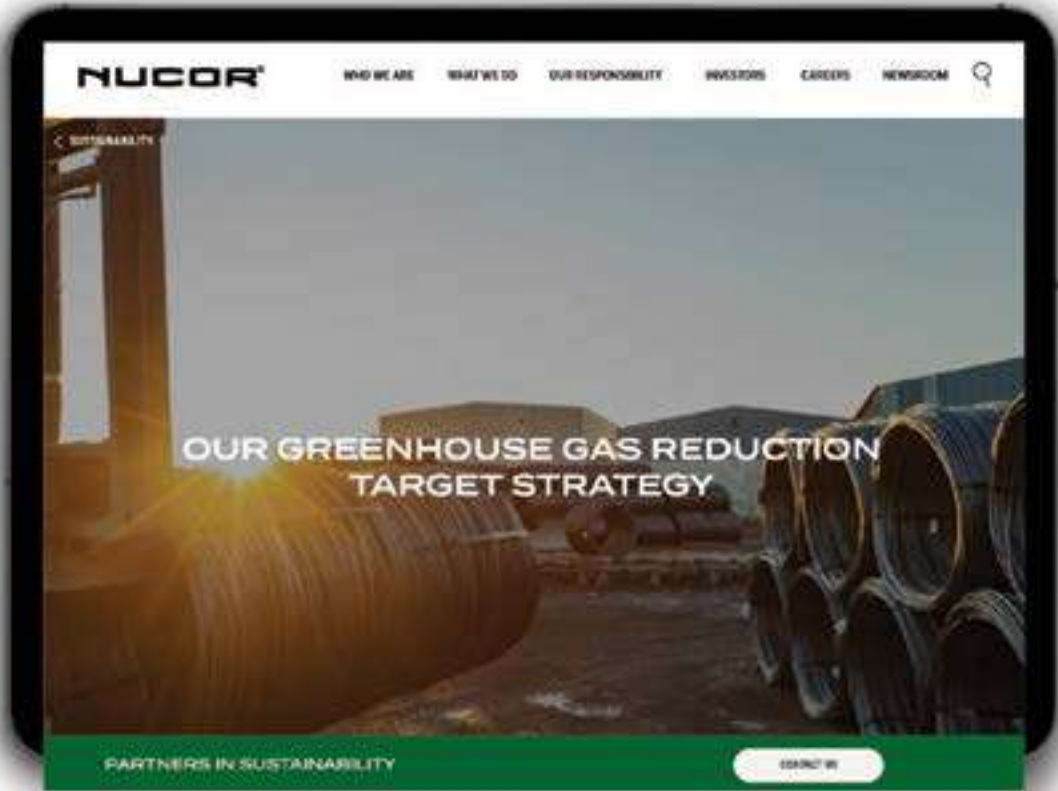 NUCOR®
WHO WE ARE WHAT WE DO OUR RESPONSIBILITY INVESTORS CAREERS NEWSROOM
< SUSTAINABILITY
OUR GREENHOUSE GAS REDUCTION
TARGET STRATEGY
PARTNERS IN SUSTAINABILITY
CONTACT US